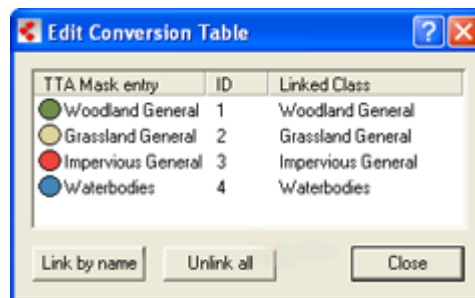 Edit Conversion Table
TTA Mask entry ID Linked Class
Woodland General 1 Woodland General
Grassland General 2 Grassland General
Impervious General 3 Impervious General
Waterbodies 4 Waterbodies
Link by name Unlink all Close